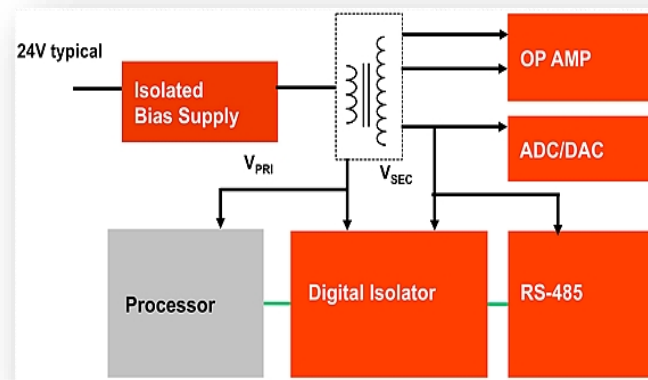 24V typical
Isolated
Bias Supply
OP AMP
ADC/DAC
VPRI
VSEC
Processor
Digital Isolator
RS-485